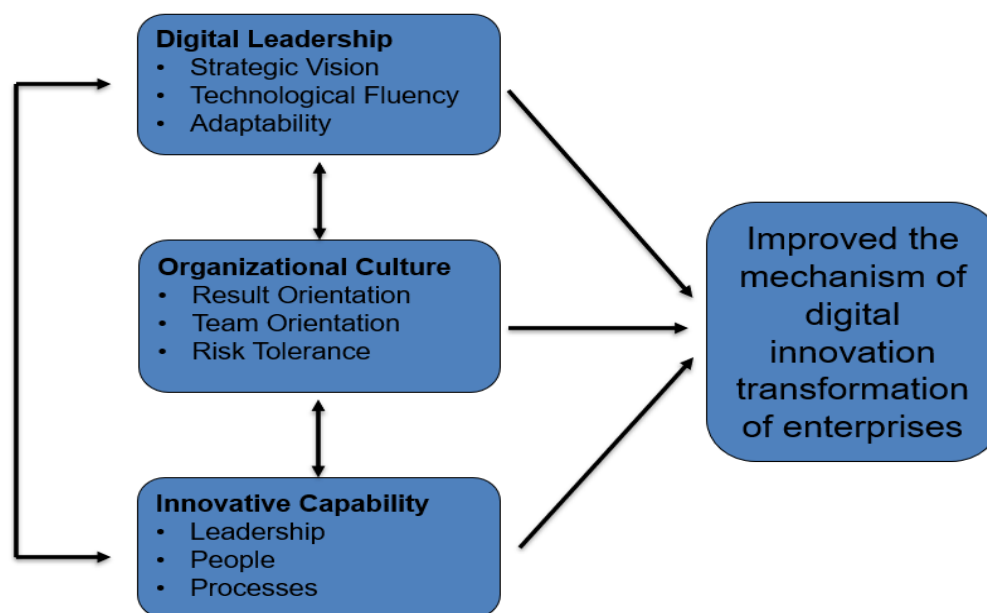 Digital Leadership
• Strategic Vision
• Technological Fluency
• Adaptability
Organizational Culture
• Result Orientation
• Team Orientation
• Risk Tolerance
Innovative Capability
• Leadership
• People
• Processes
Improved the
mechanism of
digital
innovation
transformation
of enterprises